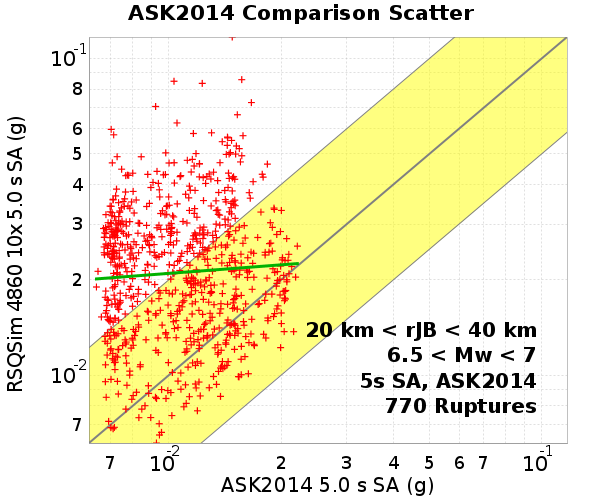 ASK2014 Comparison Scatter
RSQSim 4860 10x 5.0 s SA (g)
10-1
8
6
5
4
3
2
10-2
7
20 km < rJB < 40 km
6.5 < Mw < 7
5s SA, ASK2014
770 Ruptures
7 10-2 2 3 4 5 6 7 10-1
ASK2014 5.0 s SA (g)